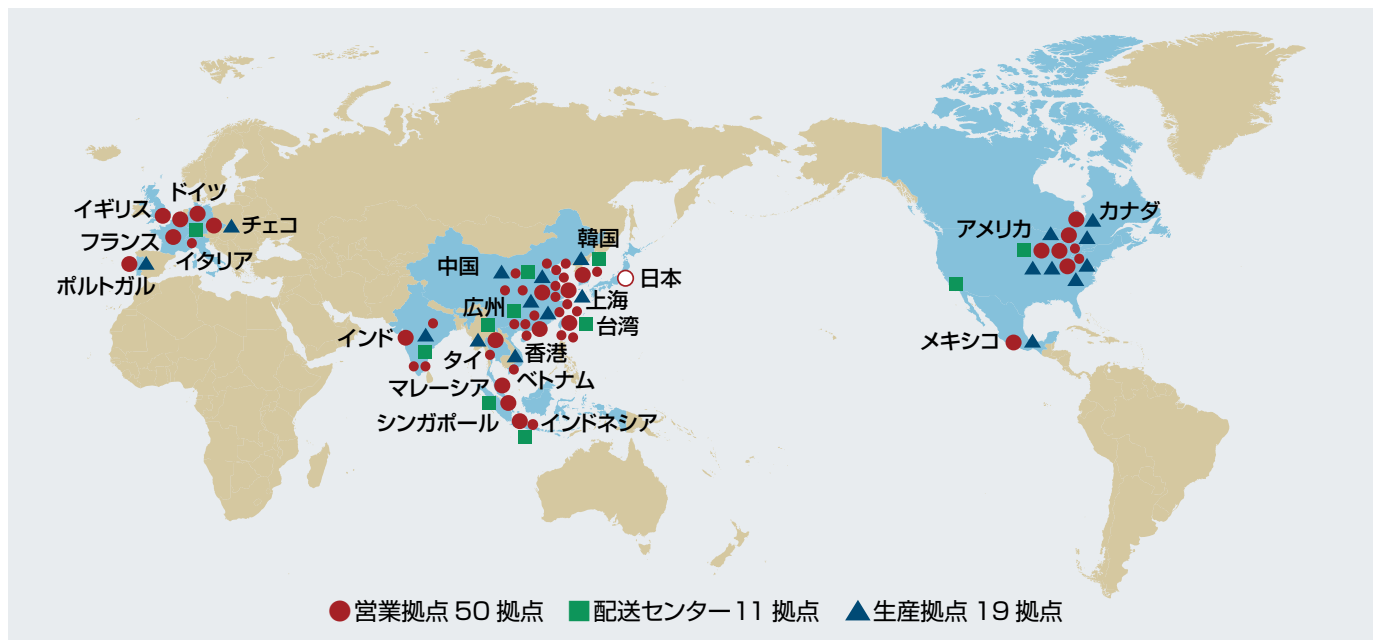 ドイツ
イギリス
チェコ
フランス
イタリア
ポルトガル
韓国
中国
日本
上海
広州
台湾
インド
香港
タイ
ベトナム
マレーシア
シンガポール
インドネシア
カナダ
アメリカ
メキシコ
営業拠点 50 拠点 配送センター 11 拠点 生産拠点 19 拠点